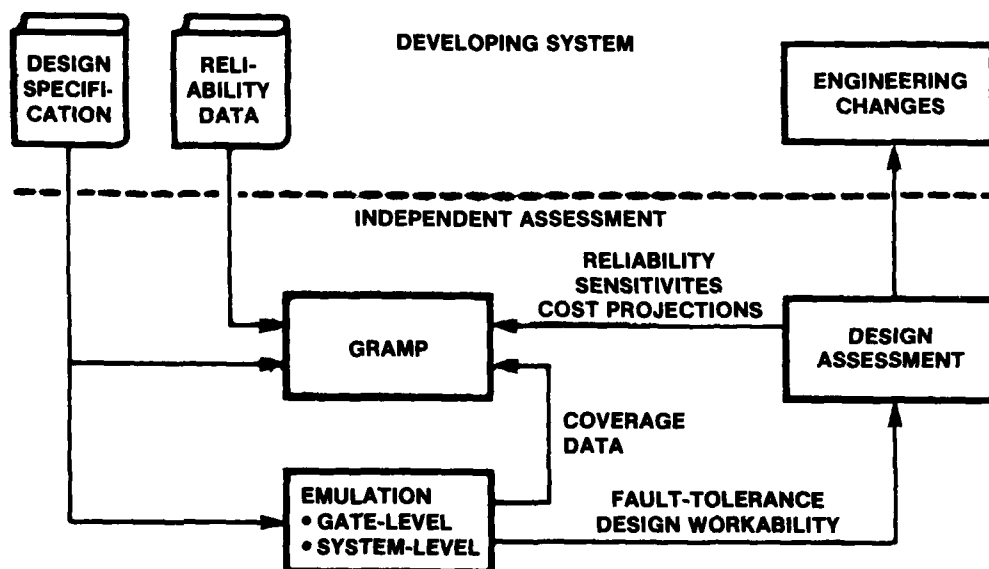 DEVELOPING SYSTEM
DESIGN
SPECIFI-
CATION
RELI-
ABILITY
DATA
ENGINEERING
CHANGES
INDEPENDENT ASSESSMENT
RELIABILITY
SENSITIVITES
COST PROJECTIONS
GRAMP
DESIGN
ASSESSMENT
COVERAGE
DATA
EMULATION
• GATE-LEVEL
• SYSTEM-LEVEL
FAULT-TOLERANCE
DESIGN WORKABILITY